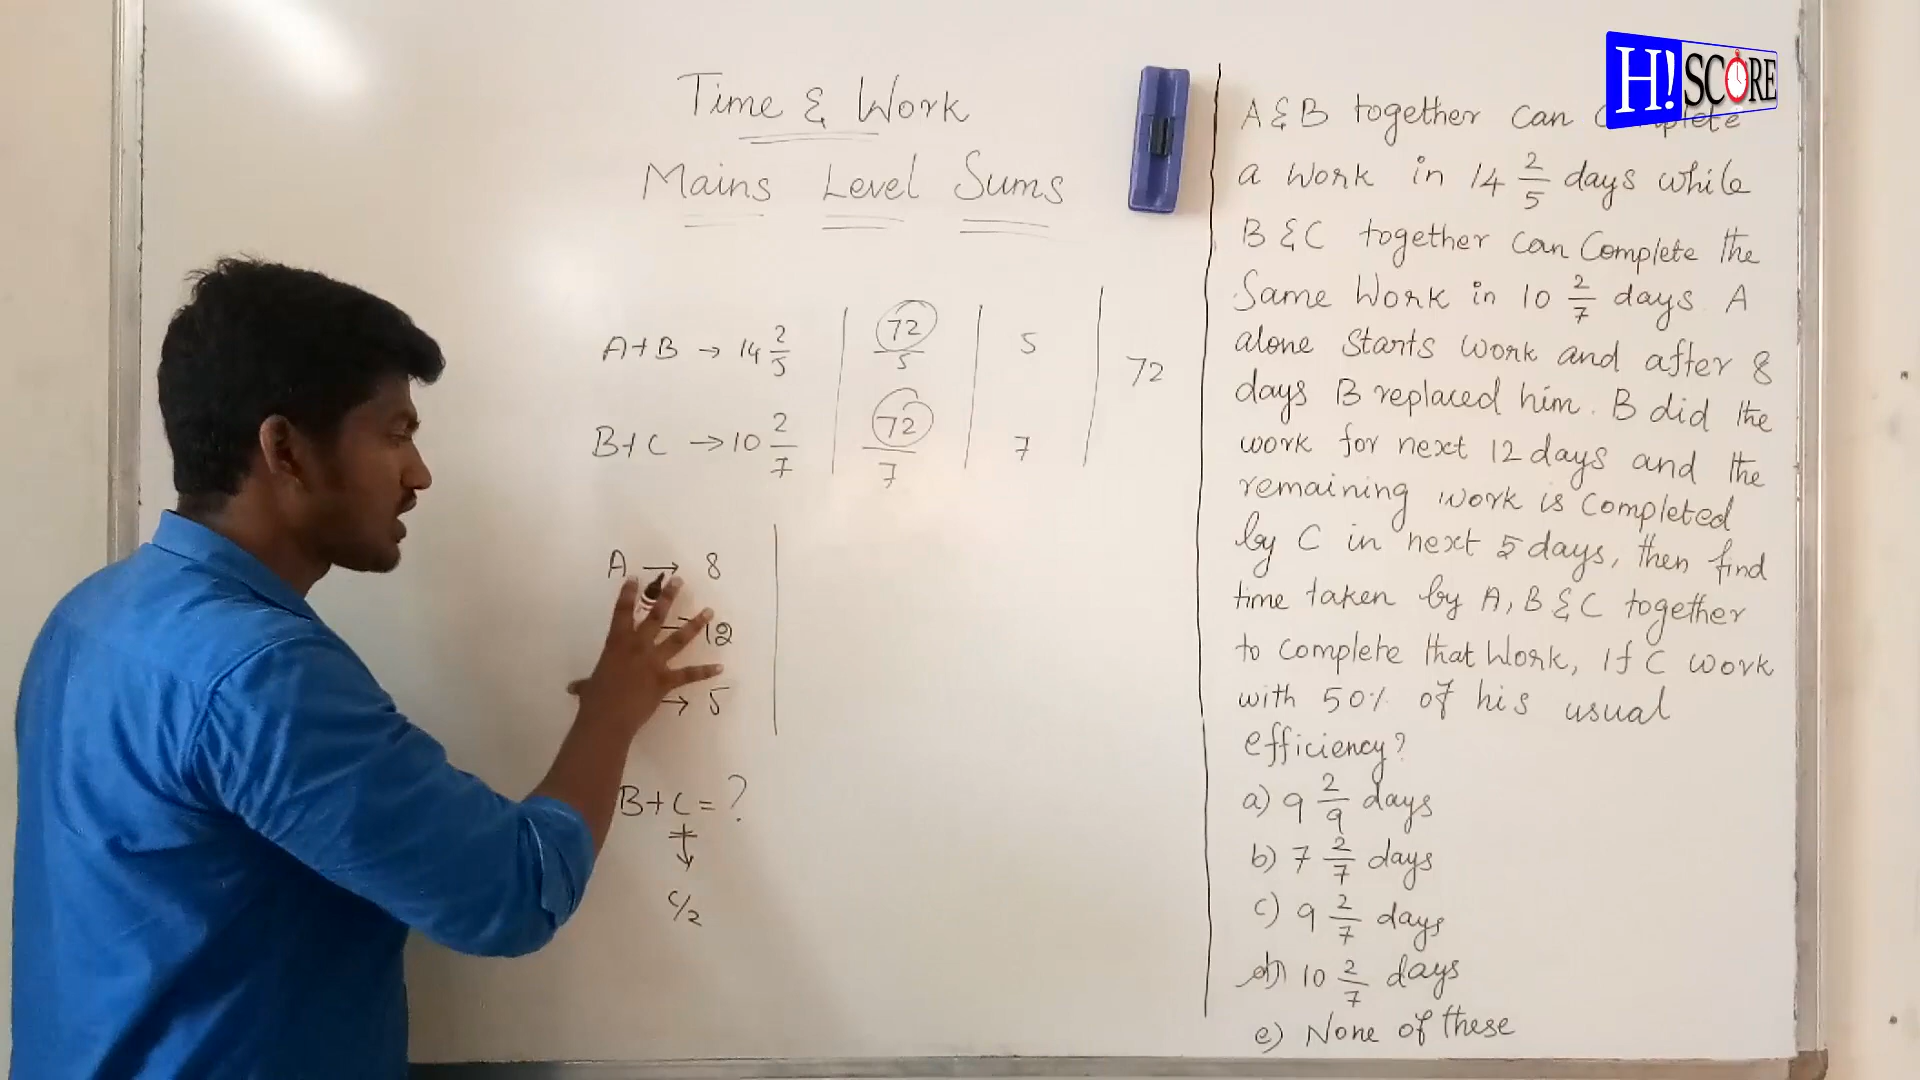 H! SCORE
Time & Work
Mains Level Sums
A+B → 14 2/5 | 72/5 | 5 | 72
B+C → 10 2/7 | 72/7 | 7
A → 8
→ 12
→ 5
B+C = ?
C/2
A & B together can
a work in 14 2/5 days while
B & C together can Complete the
Same Work in 10 2/7 days. A
alone Starts work and after 8
days B replaced him. B did the
work for next 12 days and the
remaining work is Completed
by C in next 5 days, then find
time taken by A, B & C together
to Complete that Work, If C work
with 50% of his usual
efficiency?
a) 9 2/9 days
b) 7 2/7 days
c) 9 2/7 days
d) 10 2/7 days
e) None of these